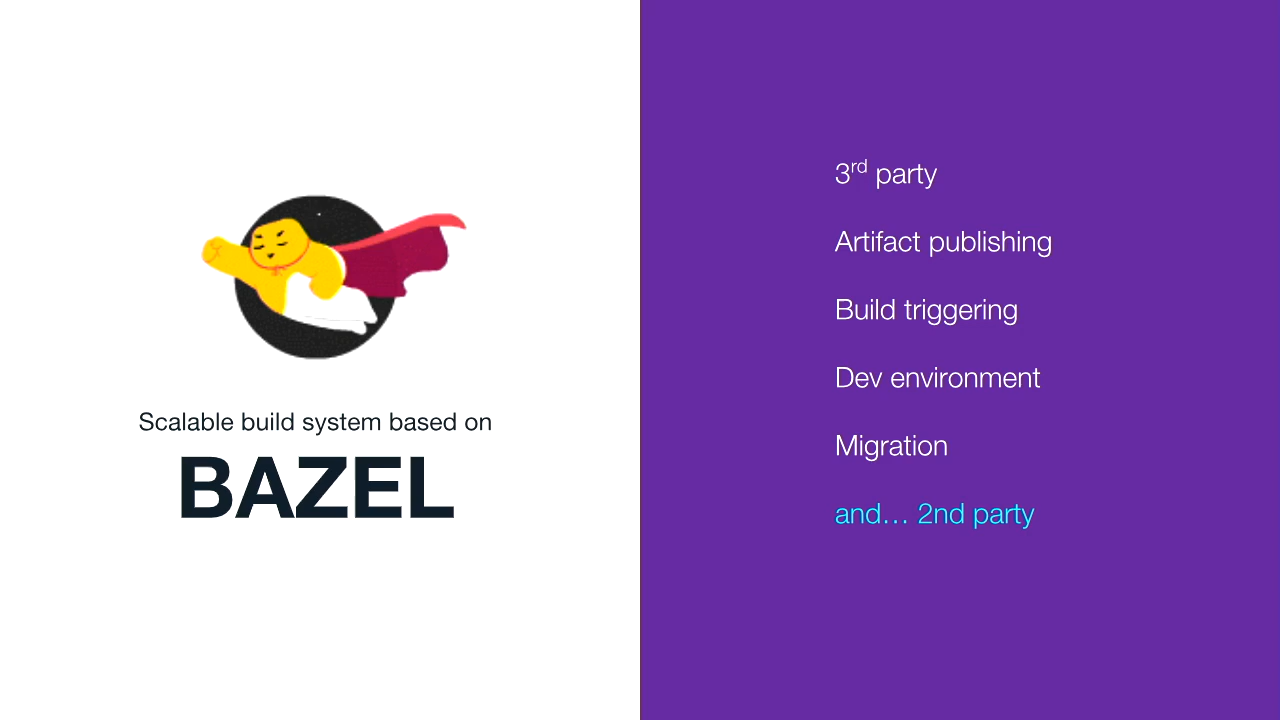 Scalable build system based on
BAZEL
3rd party
Artifact publishing
Build triggering
Dev environment
Migration
and… 2nd party